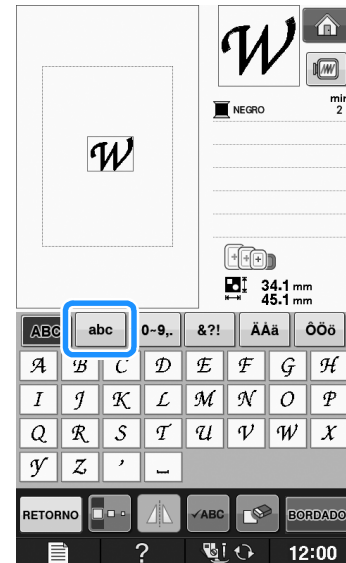 W
W
NEGRO
min
2
34.1 mm
45.1 mm
ABC abc 0~9,. &?! ÄÅä ÔÖö
A B C D E F G H
I J K L M N O P
Q R S T U V W X
Y Z ' ⎵
RETORNO ✓ABC BORDADO
? 12:00